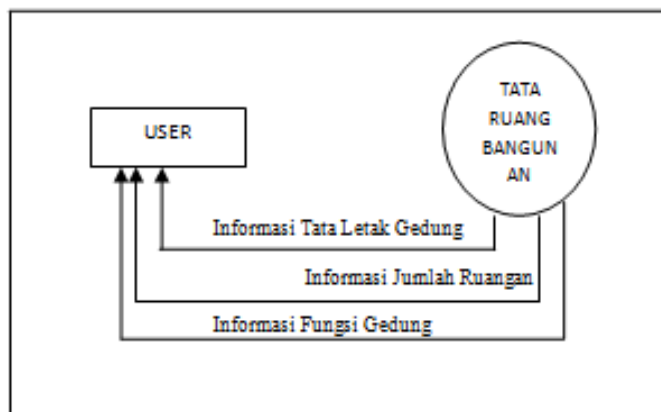 USER
TATA
RUANG
BANGUN
AN
Informasi Tata Letak Gedung
Informasi Jumlah Ruangan
Informasi Fungsi Gedung